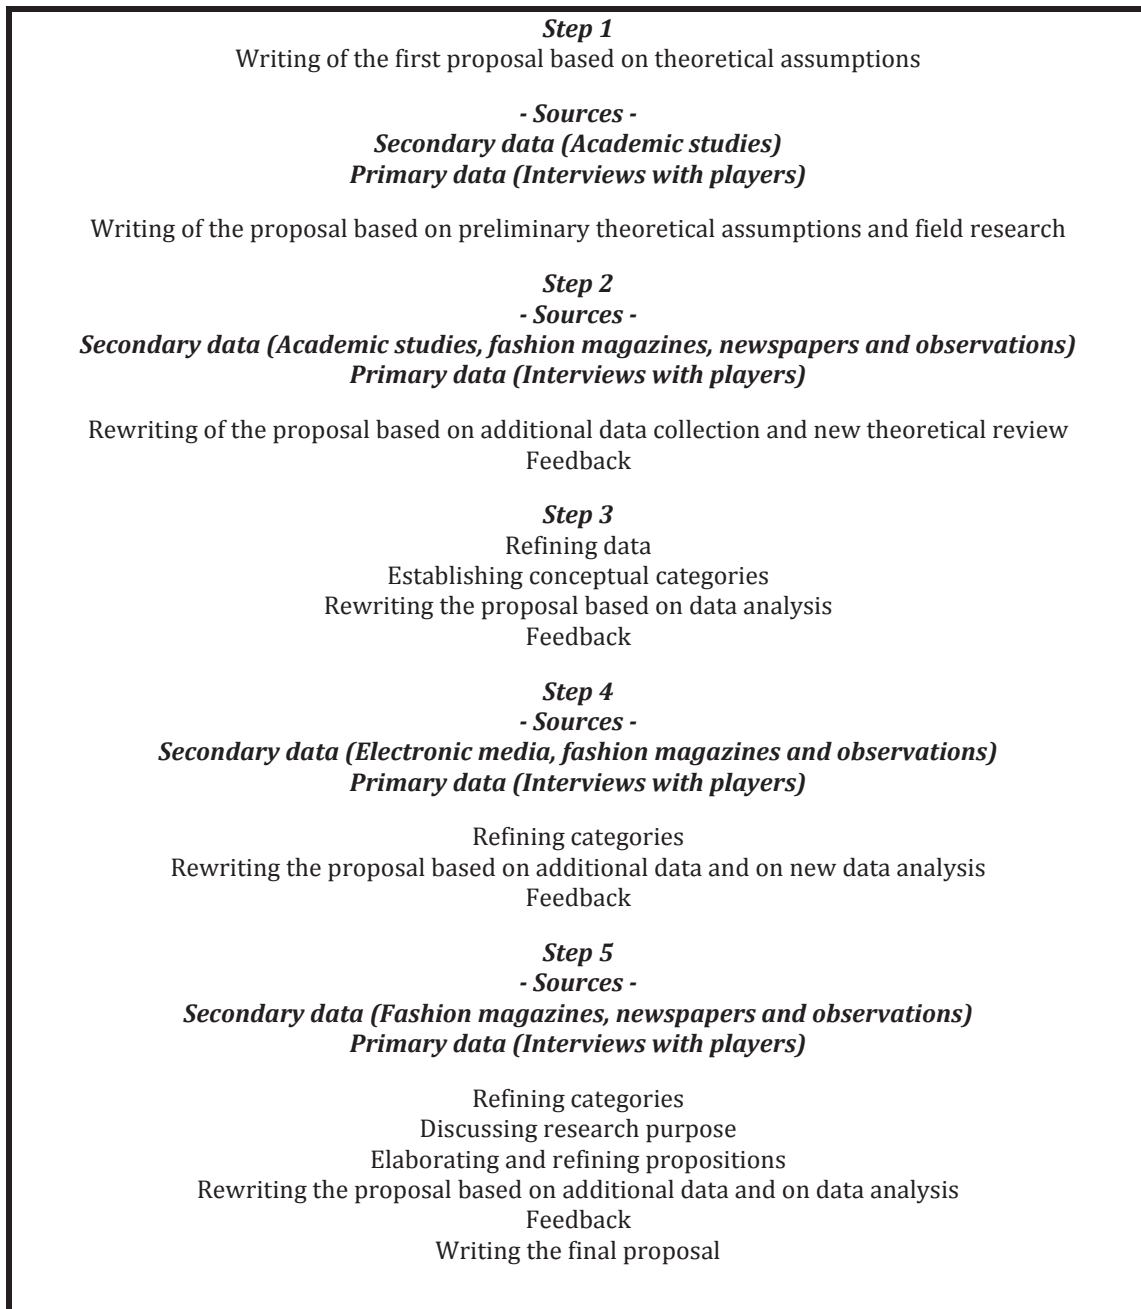 Step 1
Writing of the first proposal based on theoretical assumptions
- Sources -
Secondary data (Academic studies)
Primary data (Interviews with players)
Writing of the proposal based on preliminary theoretical assumptions and field research
Step 2
- Sources -
Secondary data (Academic studies, fashion magazines, newspapers and observations)
Primary data (Interviews with players)
Rewriting of the proposal based on additional data collection and new theoretical review
Feedback
Step 3
Refining data
Establishing conceptual categories
Rewriting the proposal based on data analysis
Feedback
Step 4
- Sources -
Secondary data (Electronic media, fashion magazines and observations)
Primary data (Interviews with players)
Refining categories
Rewriting the proposal based on additional data and on new data analysis
Feedback
Step 5
- Sources -
Secondary data (Fashion magazines, newspapers and observations)
Primary data (Interviews with players)
Refining categories
Discussing research purpose
Elaborating and refining propositions
Rewriting the proposal based on additional data and on data analysis
Feedback
Writing the final proposal